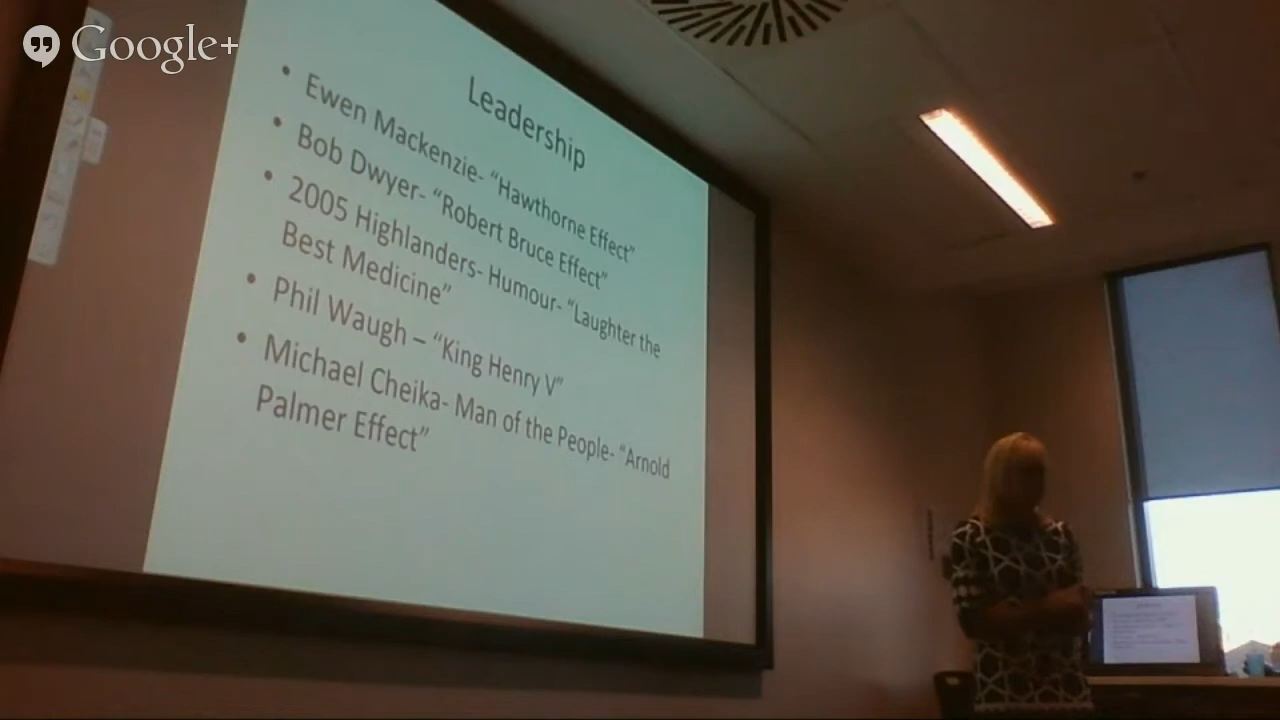 Google+
Leadership
• Ewen Mackenzie- “Hawthorne Effect”
• Bob Dwyer- “Robert Bruce Effect”
• 2005 Highlanders- Humour- “Laughter the
Best Medicine”
• Phil Waugh – “King Henry V”
• Michael Cheika- Man of the People- “Arnold
Palmer Effect”